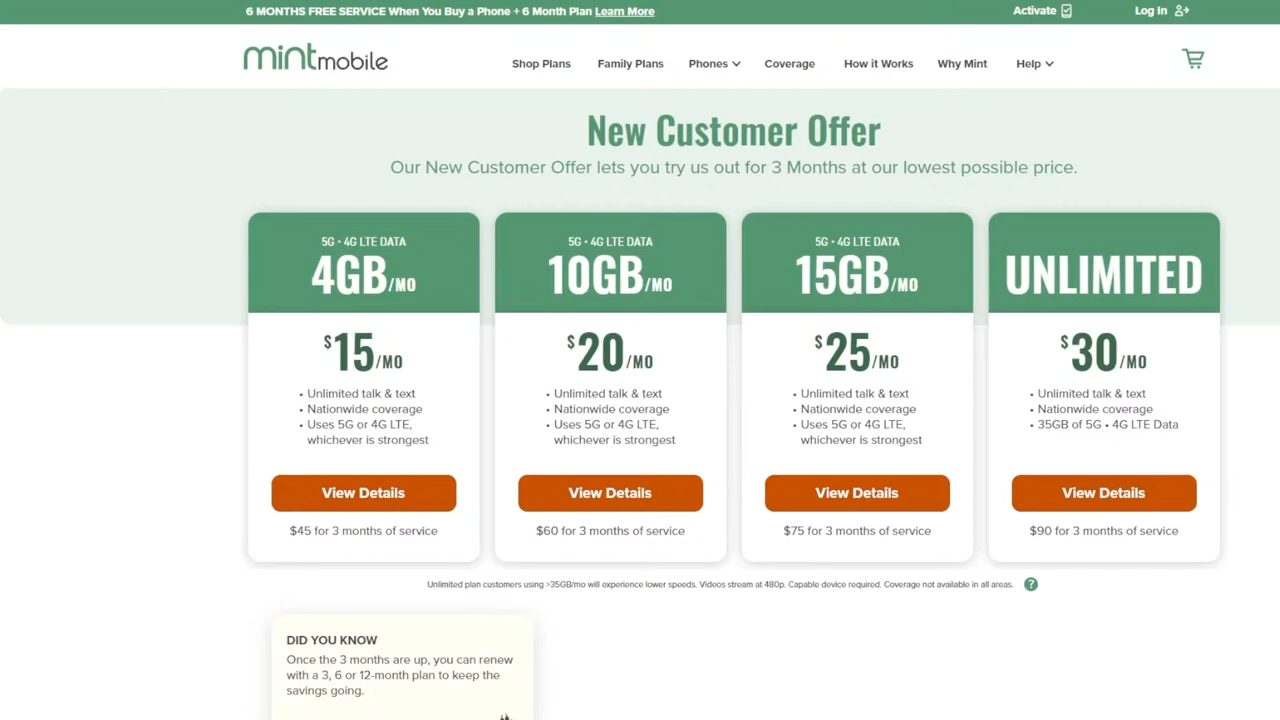 6 MONTHS FREE SERVICE When You Buy a Phone + 6 Month Plan Learn More
Activate
Log In
mintmobile
Shop Plans
Family Plans
Phones
Coverage
How it Works
Why Mint
Help
New Customer Offer
Our New Customer Offer lets you try us out for 3 Months at our lowest possible price.
5G • 4G LTE DATA
4GB/MO
$15/MO
• Unlimited talk & text
• Nationwide coverage
• Uses 5G or 4G LTE,
whichever is strongest
View Details
$45 for 3 months of service
5G • 4G LTE DATA
10GB/MO
$20/MO
• Unlimited talk & text
• Nationwide coverage
• Uses 5G or 4G LTE,
whichever is strongest
View Details
$60 for 3 months of service
5G • 4G LTE DATA
15GB/MO
$25/MO
• Unlimited talk & text
• Nationwide coverage
• Uses 5G or 4G LTE,
whichever is strongest
View Details
$75 for 3 months of service
UNLIMITED
$30/MO
• Unlimited talk & text
• Nationwide coverage
• 35GB of 5G • 4G LTE Data
View Details
$90 for 3 months of service
Unlimited plan customers using >35GB/mo will experience lower speeds. Videos stream at 480p. Capable device required. Coverage not available in all areas. ?
DID YOU KNOW
Once the 3 months are up, you can renew
with a 3, 6 or 12-month plan to keep the
savings going.